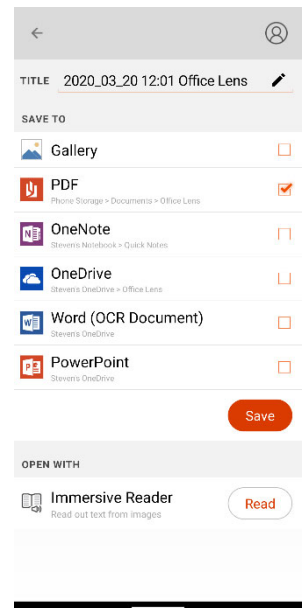 TITLE 2020_03_20 12:01 Office Lens
SAVE TO
Gallery
PDF
Phone Storage > Documents > Office Lens
OneNote
Steven's Notebook > Quick Notes
OneDrive
Steven's OneDrive > Office Lens
Word (OCR Document)
Steven's OneDrive
PowerPoint
Steven's OneDrive
Save
OPEN WITH
Immersive Reader
Read out text from images
Read